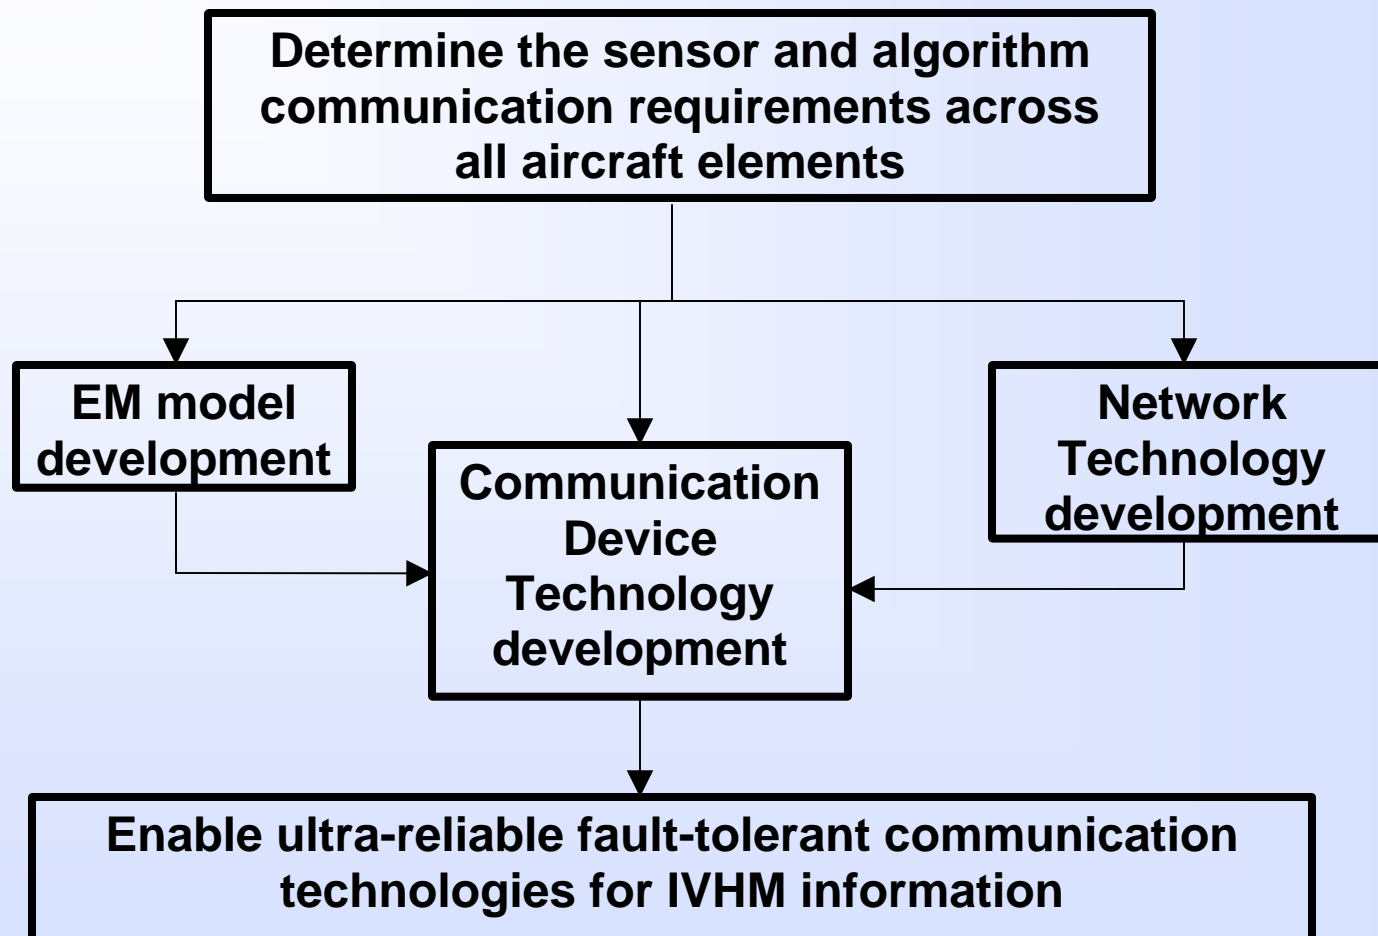 Determine the sensor and algorithm
communication requirements across
all aircraft elements
EM model
development
Communication
Device
Technology
development
Network
Technology
development
Enable ultra-reliable fault-tolerant communication
technologies for IVHM information